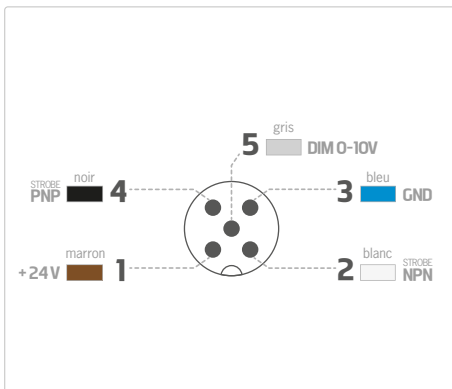 gris
5 DIM 0-10V
STROBE
PNP
noir
4
bleu
3 GND
marron
+24V 1
blanc
2 STROBE
NPN